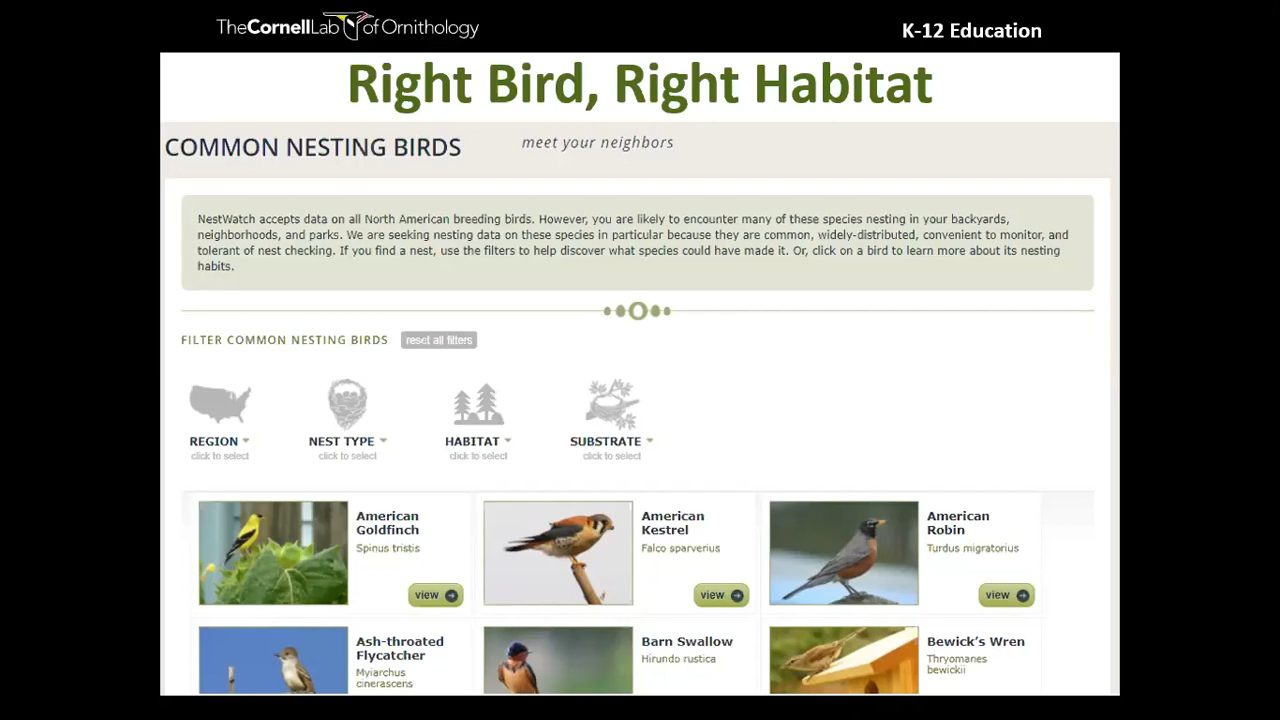 TheCornellLab of Ornithology
K-12 Education
Right Bird, Right Habitat
COMMON NESTING BIRDS
meet your neighbors
NestWatch accepts data on all North American breeding birds. However, you are likely to encounter many of these species nesting in your backyards,
neighborhoods, and parks. We are seeking nesting data on these species in particular because they are common, widely-distributed, convenient to monitor, and
tolerant of nest checking. If you find a nest, use the filters to help discover what species could have made it. Or, click on a bird to learn more about its nesting
habits.
FILTER COMMON NESTING BIRDS
reset all filters
REGION
click to select
NEST TYPE
click to select
HABITAT
click to select
SUBSTRATE
click to select
American
Goldfinch
Spinus tristis
view
American
Kestrel
Falco sparverius
view
American
Robin
Turdus migratorius
view
Ash-throated
Flycatcher
Myiarchus
cinerascens
Barn Swallow
Hirundo rustica
Bewick's Wren
Thryomanes
bewickii